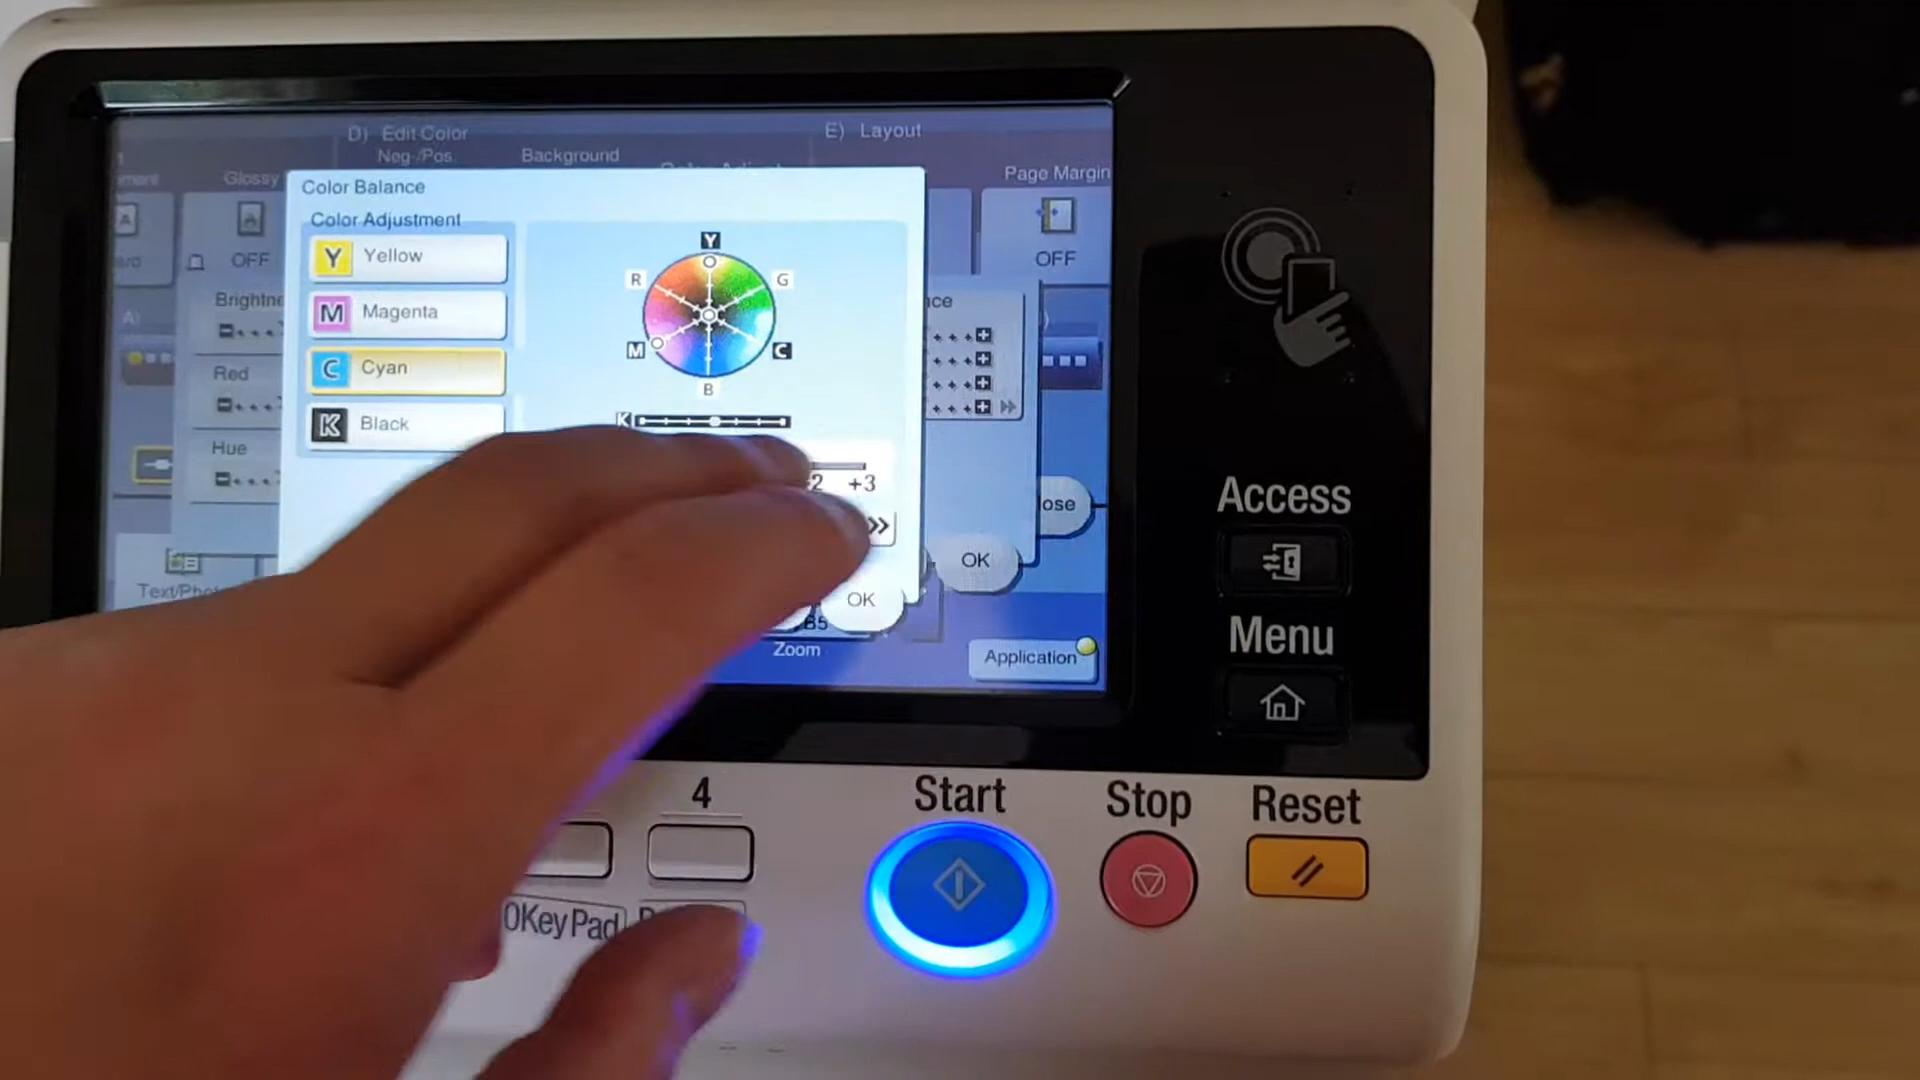 D) Edit Color
E) Layout
Neg-/Pos.
Background
Page Margin
Glossy
OFF
OFF
Color Balance
Color Adjustment
Y Yellow
M Magenta
C Cyan
K Black
Y
R
G
M
C
B
K
+3
OK
A)
Red
Hue
OK
B5
Zoom
Application
Access
Menu
4
Start
Stop
Reset